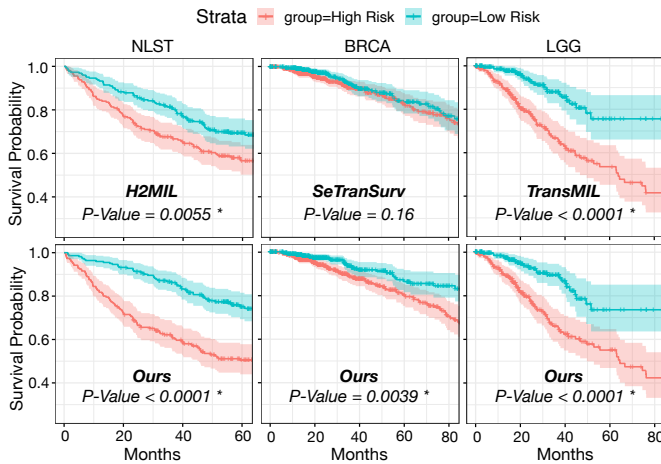 Strata group=High Risk group=Low Risk
NLST BRCA LGG
Survival Probability
1.0
0.8
0.6
0.4
H2MIL
P-Value = 0.0055 *
SeTranSurv
P-Value = 0.16
TransMIL
P-Value < 0.0001 *
Survival Probability
1.0
0.8
0.6
0.4
Ours
P-Value < 0.0001 *
Ours
P-Value = 0.0039 *
Ours
P-Value < 0.0001 *
0 20 40 60 0 20 40 60 80 0 20 40 60 80
Months Months Months